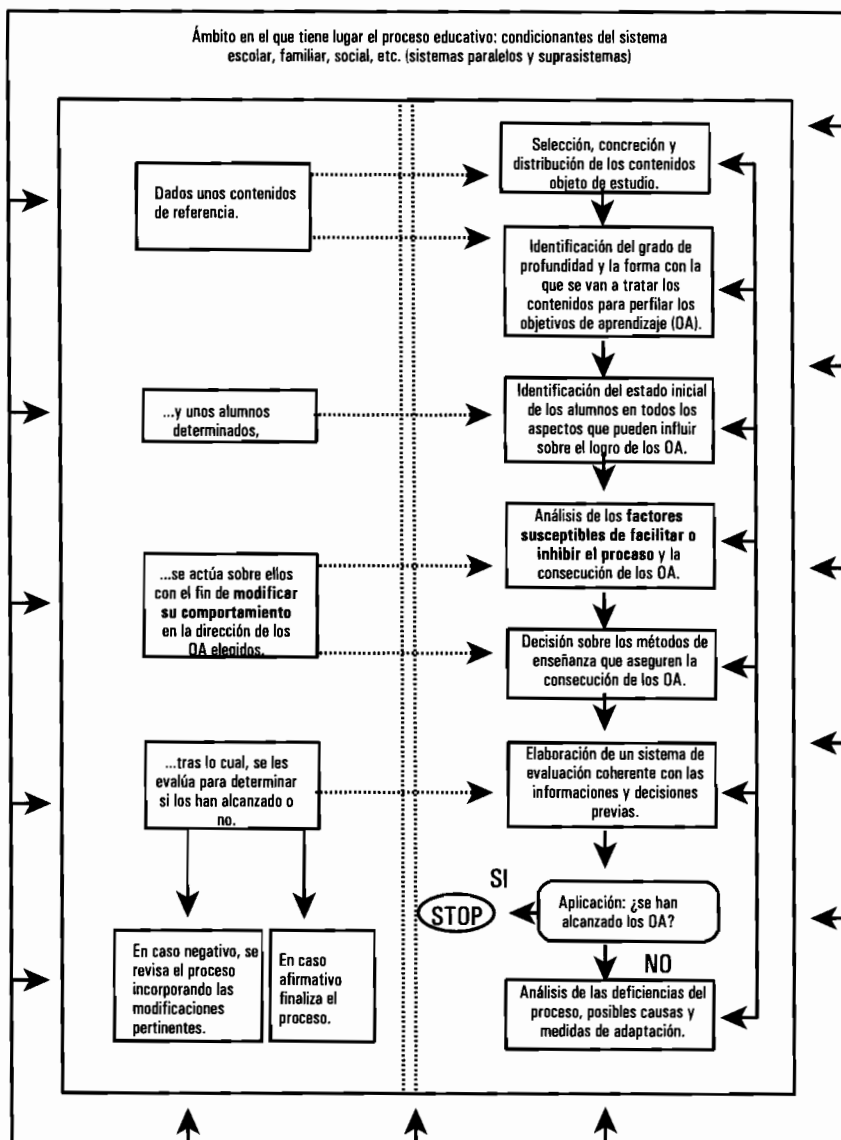 Ámbito en el que tiene lugar el proceso educativo: condicionantes del sistema
escolar, familiar, social, etc. (sistemas paralelos y suprasistemas)
Dados unos contenidos
de referencia.
...y unos alumnos
determinados,
...se actúa sobre ellos
con el fin de modificar
su comportamiento
en la dirección de los
OA elegidos,
...tras lo cual, se les
evalúa para determinar
si los han alcanzado o
no.
En caso negativo, se
revisa el proceso
incorporando las
modificaciones
pertinentes.
En caso
afirmativo
finaliza el
proceso.
Selección, concreción y
distribución de los contenidos
objeto de estudio.
Identificación del grado de
profundidad y la forma con la
que se van a tratar los
contenidos para perfilar los
objetivos de aprendizaje (OA).
Identificación del estado inicial
de los alumnos en todos los
aspectos que pueden influir
sobre el logro de los OA.
Análisis de los factores
susceptibles de facilitar o
inhibir el proceso y la
consecución de los OA.
Decisión sobre los métodos de
enseñanza que aseguren la
consecución de los OA.
Elaboración de un sistema de
evaluación coherente con las
informaciones y decisiones
previas.
SI
STOP
Aplicación: ¿se han
alcanzado los OA?
NO
Análisis de las deficiencias del
proceso, posibles causas y
medidas de adaptación.